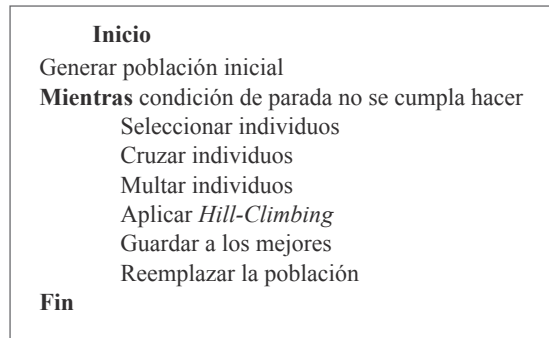 Inicio
Generar población inicial
Mientras condición de parada no se cumpla hacer
Seleccionar individuos
Cruzar individuos
Multar individuos
Aplicar Hill-Climbing
Guardar a los mejores
Reemplazar la población
Fin